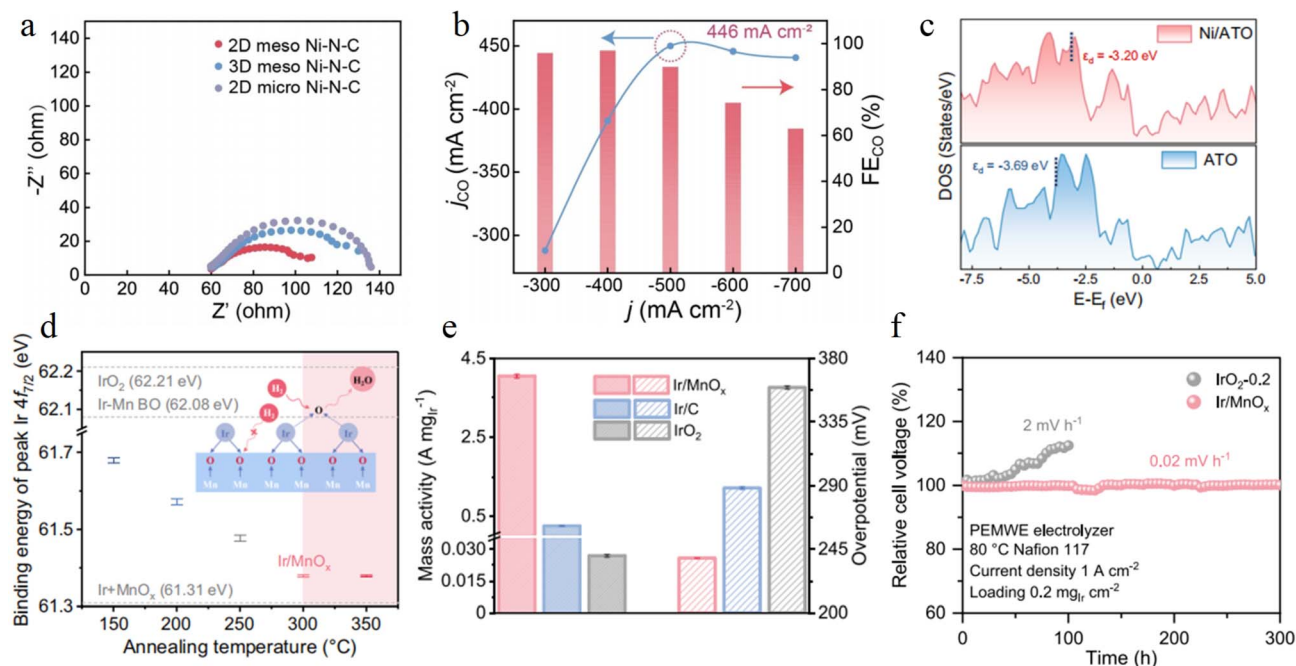 a
140
120
100
80
60
40
20
0
-Z'' (ohm)
0 20 40 60 80 100 120 140
Z' (ohm)
2D meso Ni-N-C
3D meso Ni-N-C
2D micro Ni-N-C
b
-450
-400
-350
-300
jCO (mA cm-2)
446 mA cm-2
100
80
60
40
20
0
FECO (%)
-300 -400 -500 -600 -700
j (mA cm-2)
c
DOS (States/eV)
Ni/ATO
εd = -3.20 eV
ATO
εd = -3.69 eV
-7.5 -5.0 -2.5 0.0 2.5 5.0
E-Ef (eV)
d
Binding energy of peak Ir 4f7/2 (eV)
62.2
62.1
61.7
61.5
61.3
IrO2 (62.21 eV)
Ir-Mn BO (62.08 eV)
H2
H2O
H2
O
Ir Ir Ir
O O O O O O
Mn Mn Mn Mn Mn Mn
Ir/MnOx
Ir+MnOx (61.31 eV)
150 200 250 300 350
Annealing temperature (°C)
e
Mass activity (A mgIr-1)
4.5
2.5
0.5
0.030
0.015
0
Ir/MnOx
Ir/C
IrO2
380
335
290
245
200
Overpotential (mV)
f
Relative cell voltage (%)
140
120
100
80
60
IrO2-0.2
Ir/MnOx
2 mV h-1
0.02 mV h-1
PEMWE electrolyzer
80 °C Nafion 117
Current density 1 A cm-2
Loading 0.2 mgIr cm-2
0 100 200 300
Time (h)